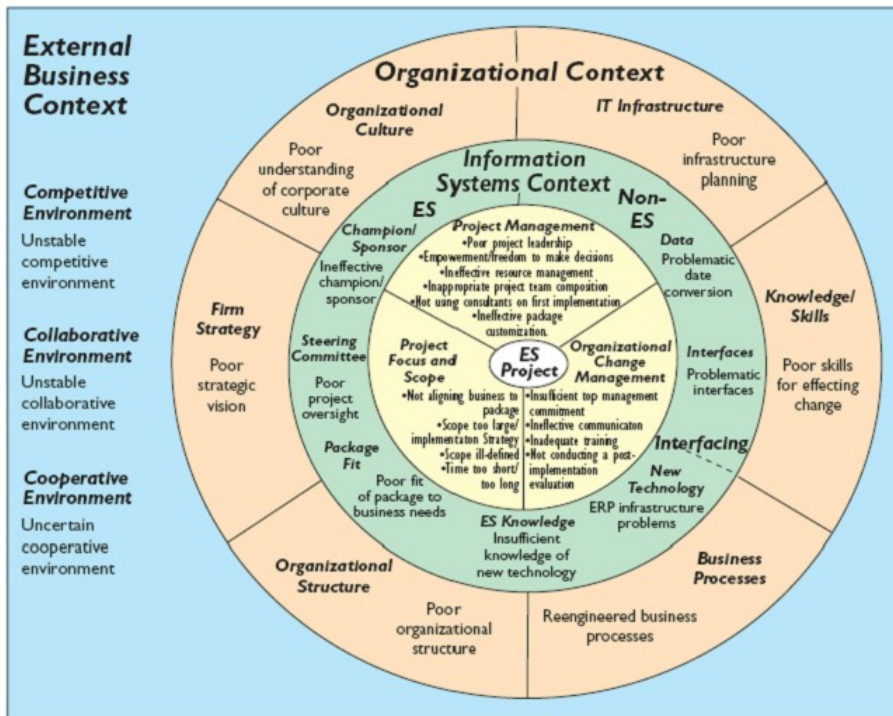 External
Business
Context
Competitive
Environment
Unstable
competitive
environment
Collaborative
Environment
Unstable
collaborative
environment
Cooperative
Environment
Uncertain
cooperative
environment
Organizational Context
Organizational
Culture
Poor
understanding
of corporate
culture
IT Infrastructure
Poor
infrastructure
planning
Firm
Strategy
Poor
strategic
vision
Knowledge/
Skills
Poor skills
for effecting
change
Organizational
Structure
Poor
organizational
structure
Business
Processes
Reengineered business
processes
Information
Systems Context
ES
Champion/
Sponsor
Ineffective
champion/
sponsor
Steering
Committee
Poor
project
oversight
Package
Fit
Poor fit
of package to
business needs
ES Knowledge
Insufficient
knowledge of
new technology
Non-
ES
Data
Problematic
date
conversion
Interfaces
Problematic
interfaces
Interfacing
New
Technology
ERP infrastructure
problems
Project Management
•Poor project leadership
•Empowerment/freedom to make decisions
•Ineffective resource management
•Inappropriate project team composition
•Not using consultants on first implementation
•Ineffective package
customization.
ES
Project
Project
Focus and
Scope
•Not aligning business to
package
•Scope too large/
implementaton Strategy
•Scope ill-defined
•Time too short/
too long
Organizational
Change
Management
•Insufficient top management
commitment
•Ineffective communicaton
•Inadequate training
•Not conducting a post-
implementation
evaluation